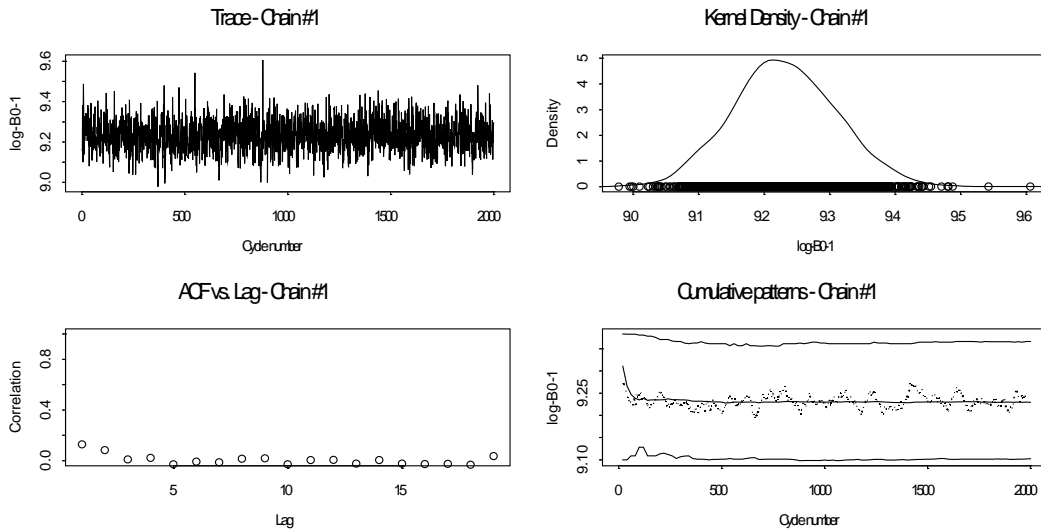 Trace - Chain #1
log-B0-1
9.6
9.4
9.2
9.0
0 500 1000 1500 2000
Cycle number
Kernel Density - Chain #1
Density
5
4
3
2
1
0
9.0 9.1 9.2 9.3 9.4 9.5 9.6
log-B0-1
ACF vs. Lag - Chain #1
Correlation
0.8
0.4
0.0
5 10 15
Lag
Cumulative patterns - Chain #1
log-B0-1
9.25
9.10
0 500 1000 1500 2000
Cycle number